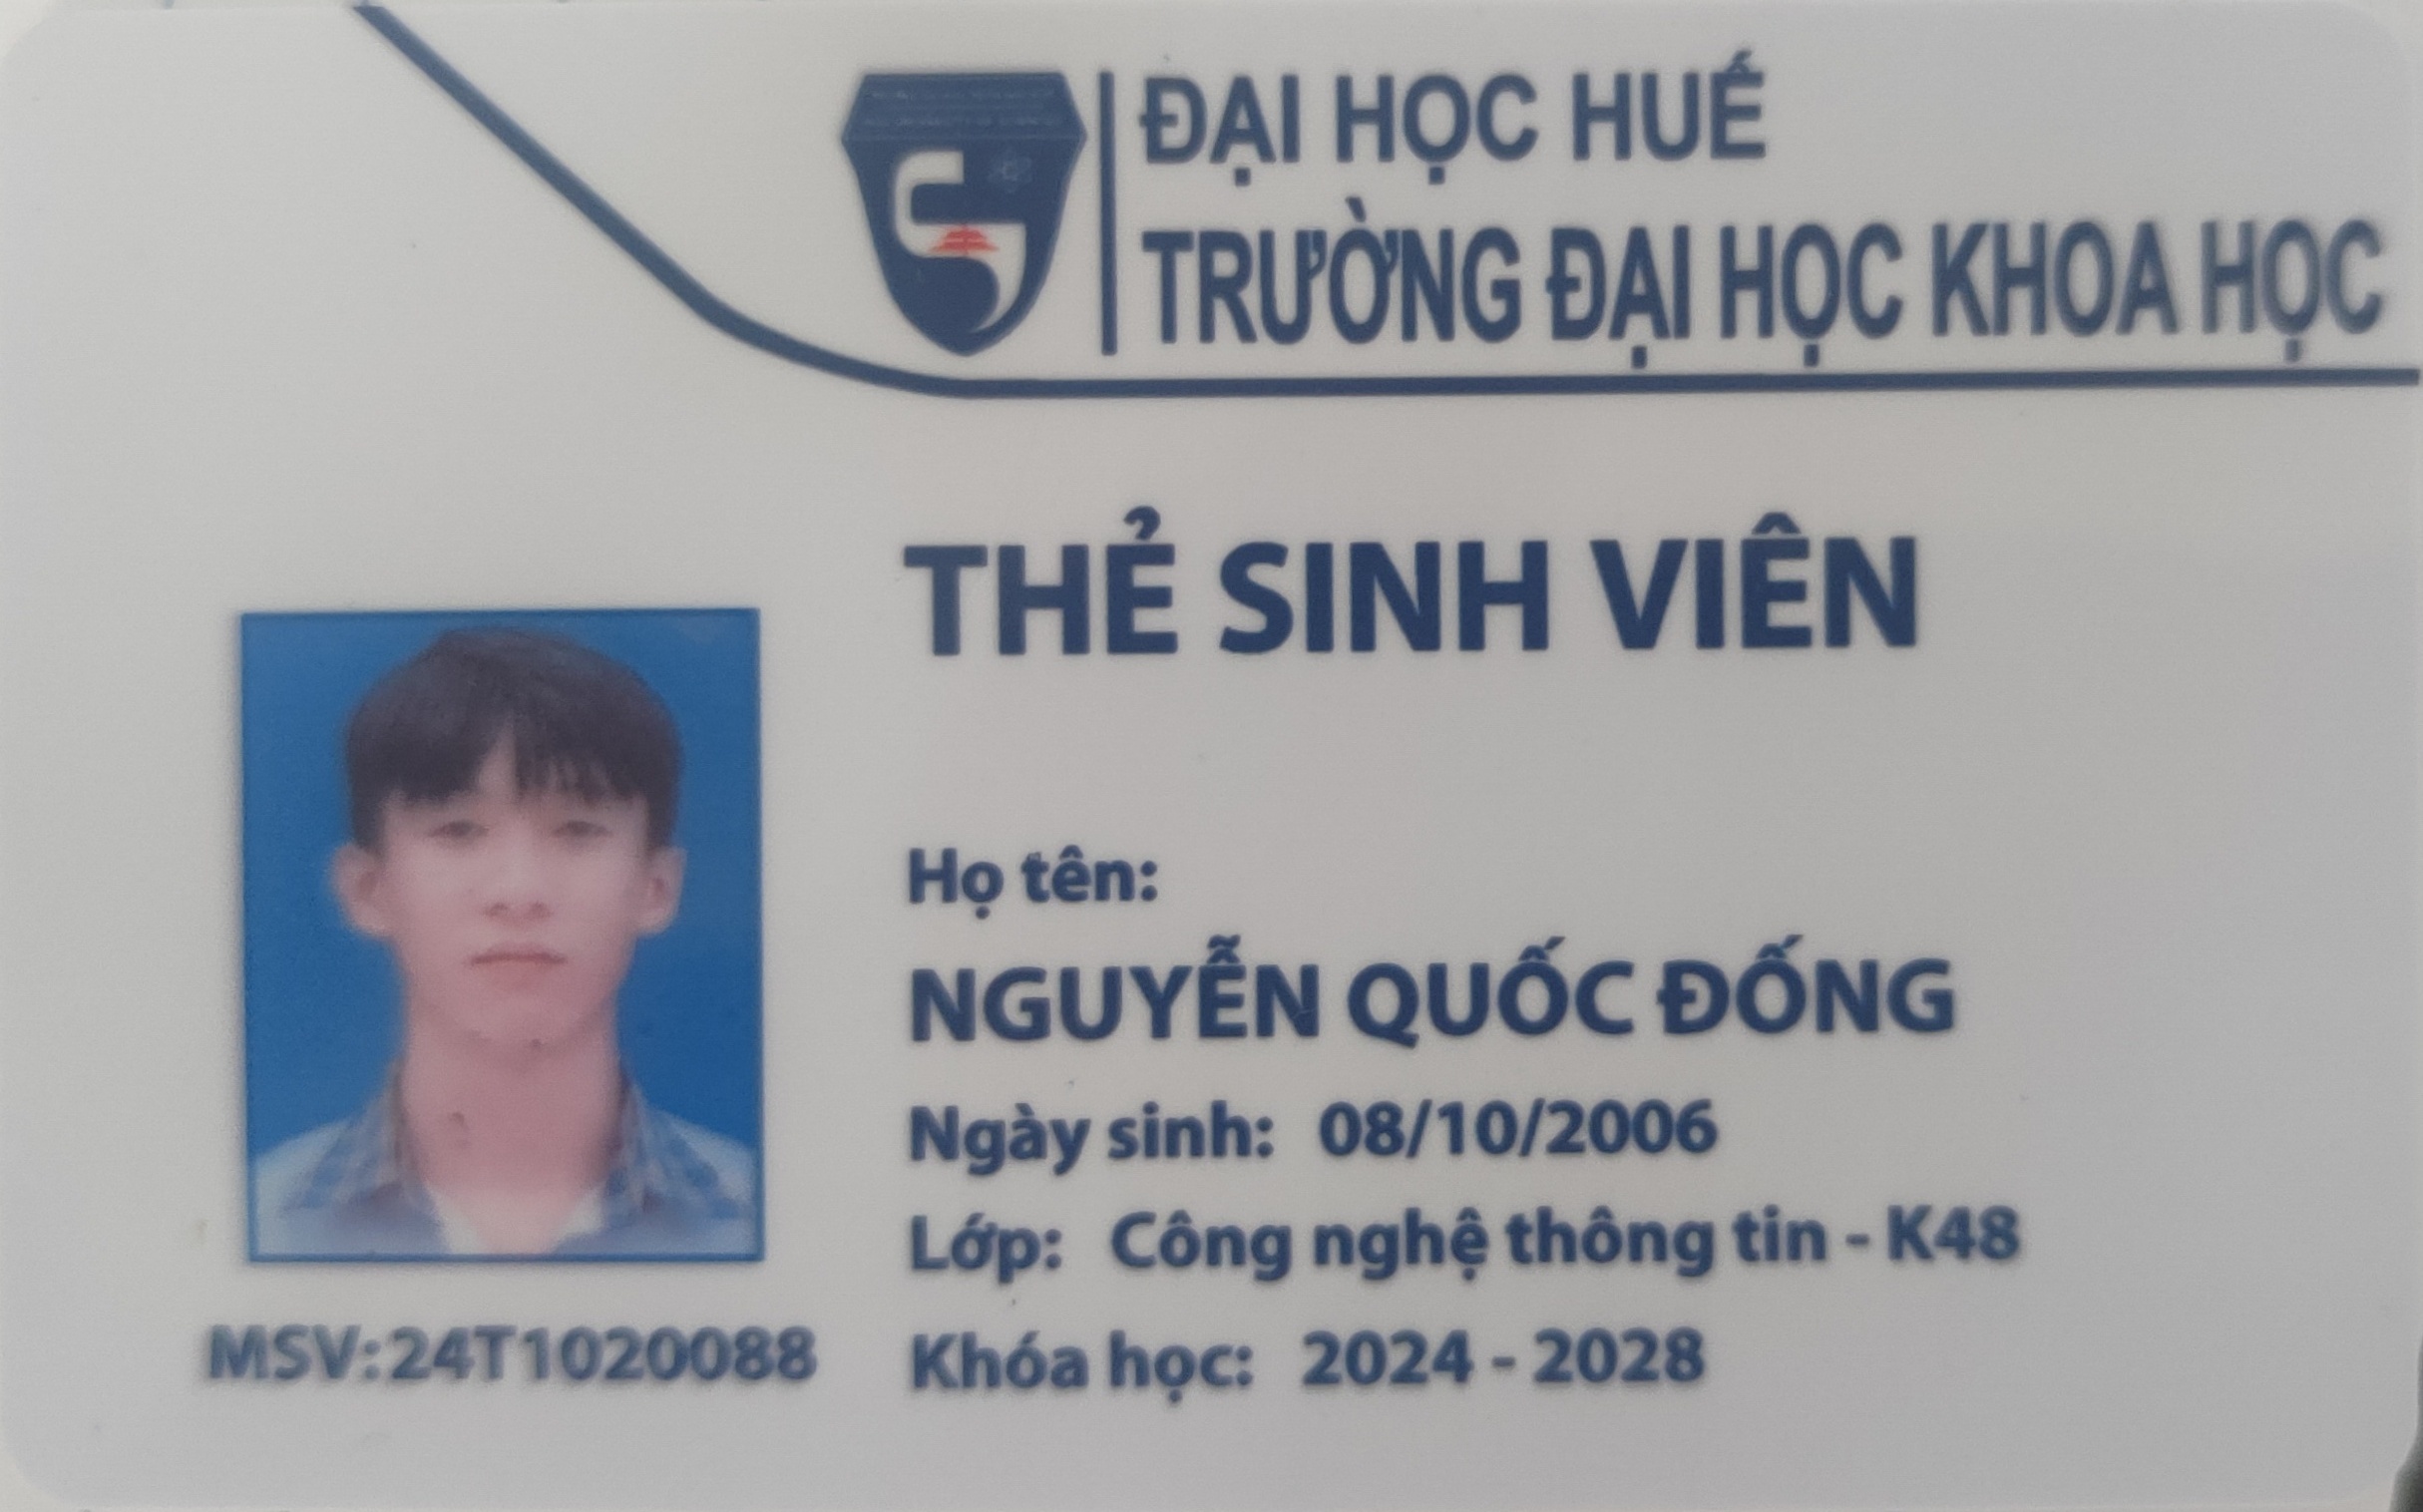 ĐẠI HỌC HUẾ
TRƯỜNG ĐẠI HỌC KHOA HỌC
THẺ SINH VIÊN
Họ tên:
NGUYỄN QUỐC ĐỐNG
Ngày sinh: 08/10/2006
Lớp: Công nghệ thông tin - K48
Khóa học: 2024 - 2028
MSV:24T1020088